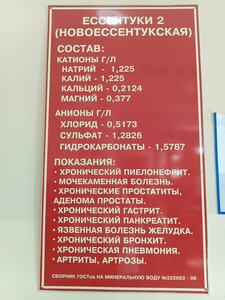 ЕССЕНТУКИ 2
(НОВОЕССЕНТУКСКАЯ)
СОСТАВ:
КАТИОНЫ Г/Л
НАТРИЙ - 1,225
КАЛИЙ - 1,225
КАЛЬЦИЙ - 0,2124
МАГНИЙ - 0,377
АНИОНЫ Г/Л
ХЛОРИД - 0,5173
СУЛЬФАТ - 1,2826
ГИДРОКАРБОНАТЫ - 1,5787
ПОКАЗАНИЯ:
• ХРОНИЧЕСКИЙ ПИЕЛОНЕФРИТ.
• МОЧЕКАМЕННАЯ БОЛЕЗНЬ.
• ХРОНИЧЕСКИЕ ПРОСТАТИТЫ,
АДЕНОМА ПРОСТАТЫ.
• ХРОНИЧЕСКИЙ ГАСТРИТ.
• ХРОНИЧЕСКИЙ ПАНКРЕАТИТ.
• ЯЗВЕННАЯ БОЛЕЗНЬ ЖЕЛУДКА.
• ХРОНИЧЕСКИЙ БРОНХИТ.
• ХРОНИЧЕСКАЯ ПНЕВМОНИЯ.
• АРТРИТЫ, АРТРОЗЫ.
СБОРНИК ГОСТов НА МИНЕРАЛЬНУЮ ВОДУ №322683 - 98